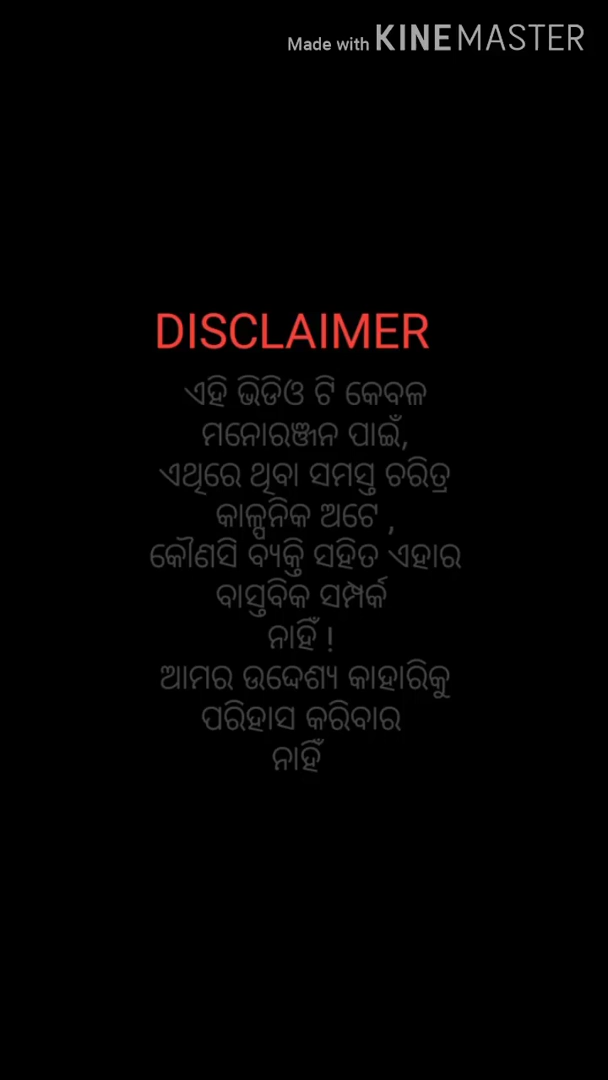 Made with KINEMASTER
DISCLAIMER
ଏହି ଭିଡିଓ ଟି କେବଳ
ମନୋରଞ୍ଜନ ପାଇଁ,
ଏଥିରେ ଥିବା ସମସ୍ତ ଚରିତ୍ର
କାଳ୍ପନିକ ଅଟେ ,
କୌଣସି ବ୍ୟକ୍ତି ସହିତ ଏହାର
ବାସ୍ତବିକ ସମ୍ପର୍କ
ନାହିଁ !
ଆମର ଉଦ୍ଦେଶ୍ୟ କାହାରିକୁ
ପରିହାସ କରିବାର
ନାହିଁ